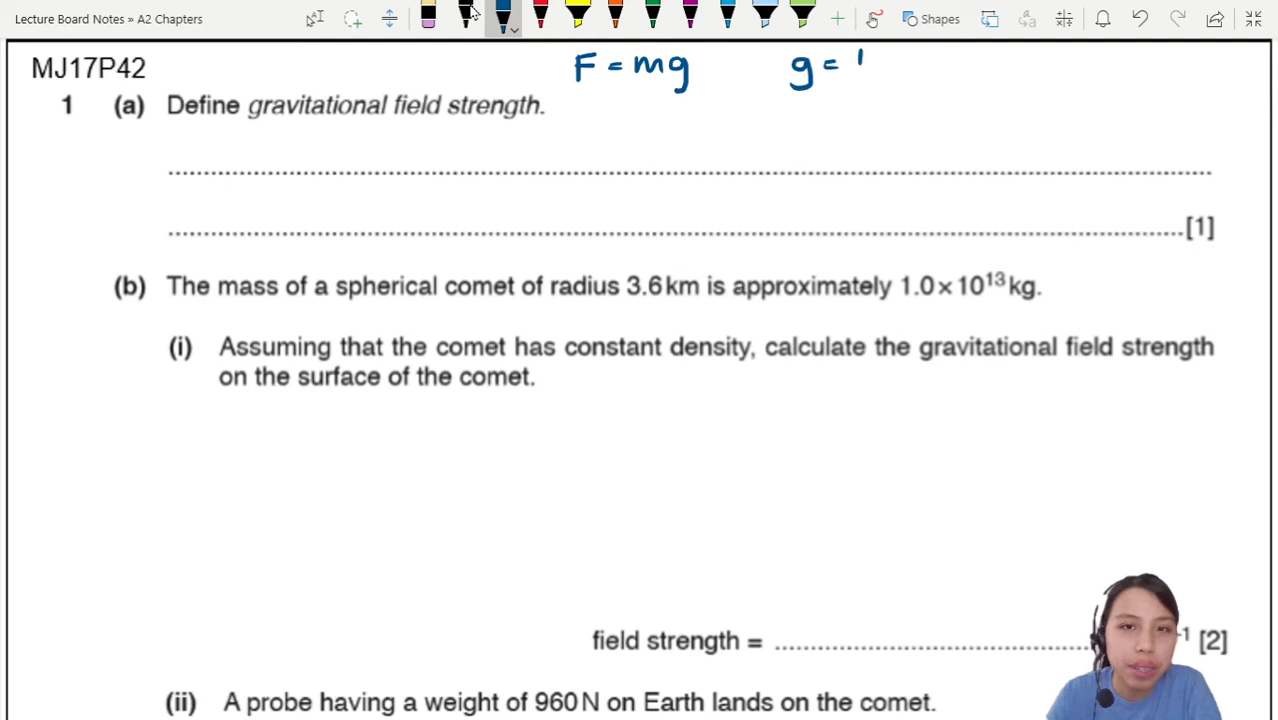 Lecture Board Notes » A2 Chapters
Shapes
F = mg g =
MJ17P42
1 (a) Define gravitational field strength.
[1]
(b) The mass of a spherical comet of radius 3.6 km is approximately 1.0 × 10¹³ kg.
(i) Assuming that the comet has constant density, calculate the gravitational field strength
on the surface of the comet.
field strength = ........................................ ⁻¹ [2]
(ii) A probe having a weight of 960 N on Earth lands on the comet.